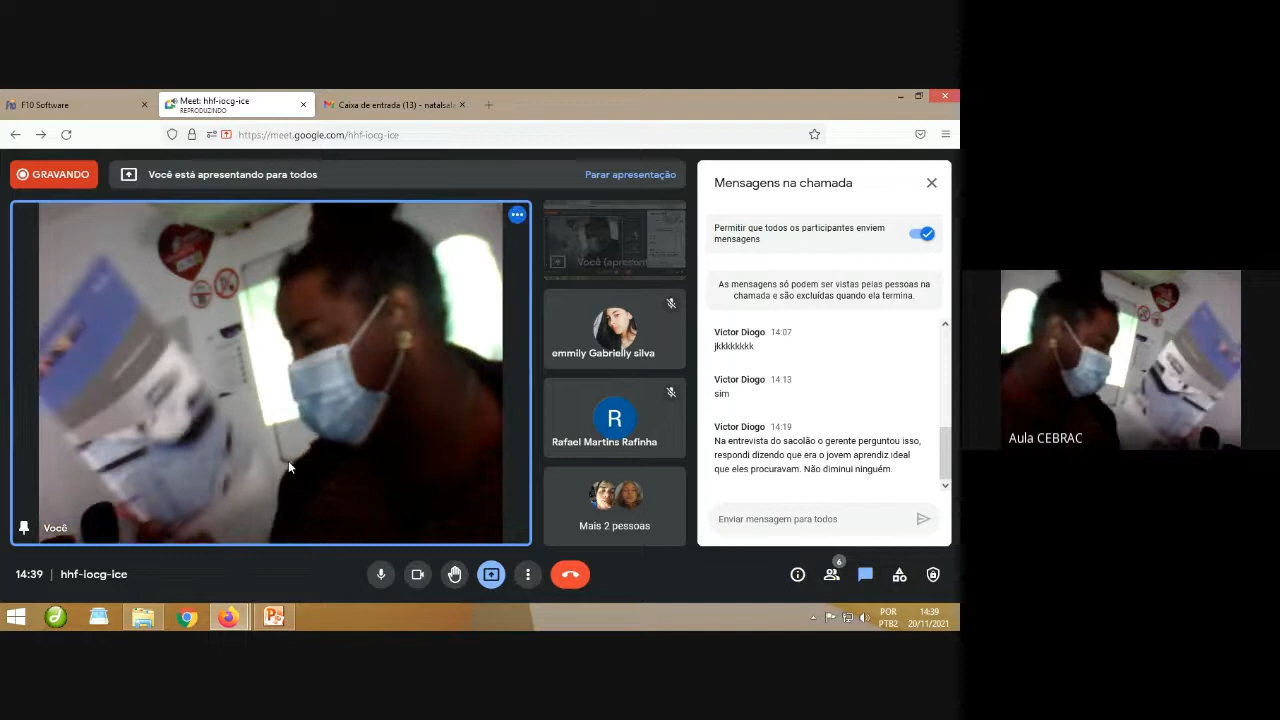 F10 Software
Meet: hhf-iocg-ice
REPRODUZINDO
Caixa de entrada (13) - natalsala
https://meet.google.com/hhf-iocg-ice
GRAVANDO
Você está apresentando para todos
Parar apresentação
Mensagens na chamada
Permitir que todos os participantes enviem
mensagens
As mensagens só podem ser vistas pelas pessoas na
chamada e são excluídas quando ela termina.
Victor Diogo 14:07
jkkkkkkkk
Victor Diogo 14:13
sim
Victor Diogo 14:19
Na entrevista do sacolão o gerente perguntou isso,
respondi dizendo que era o jovem aprendiz ideal
que eles procuravam. Não diminui ninguém.
Enviar mensagem para todos
Você (apresent
emmily Gabrielly silva
R
Rafael Martins Rafinha
Mais 2 pessoas
Você
14:39 | hhf-iocg-ice
6
POR
PTB2
14:39
20/11/2021
Aula CEBRAC